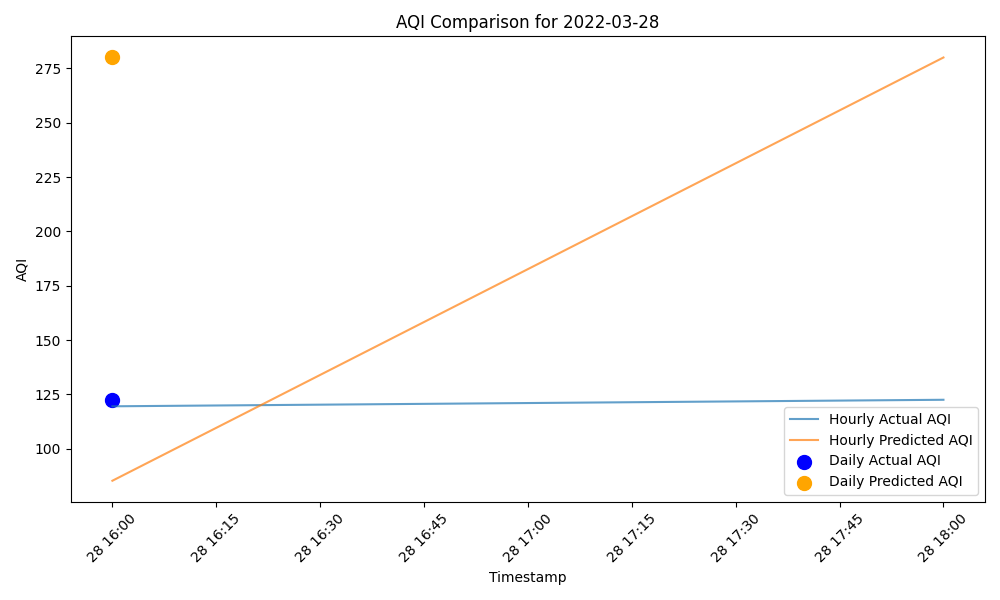 AQI Comparison for 2022-03-28
AQI
275
250
225
200
175
150
125
100
Hourly Actual AQI
Hourly Predicted AQI
Daily Actual AQI
Daily Predicted AQI
28 16:00
28 16:15
28 16:30
28 16:45
28 17:00
28 17:15
28 17:30
28 17:45
28 18:00
Timestamp